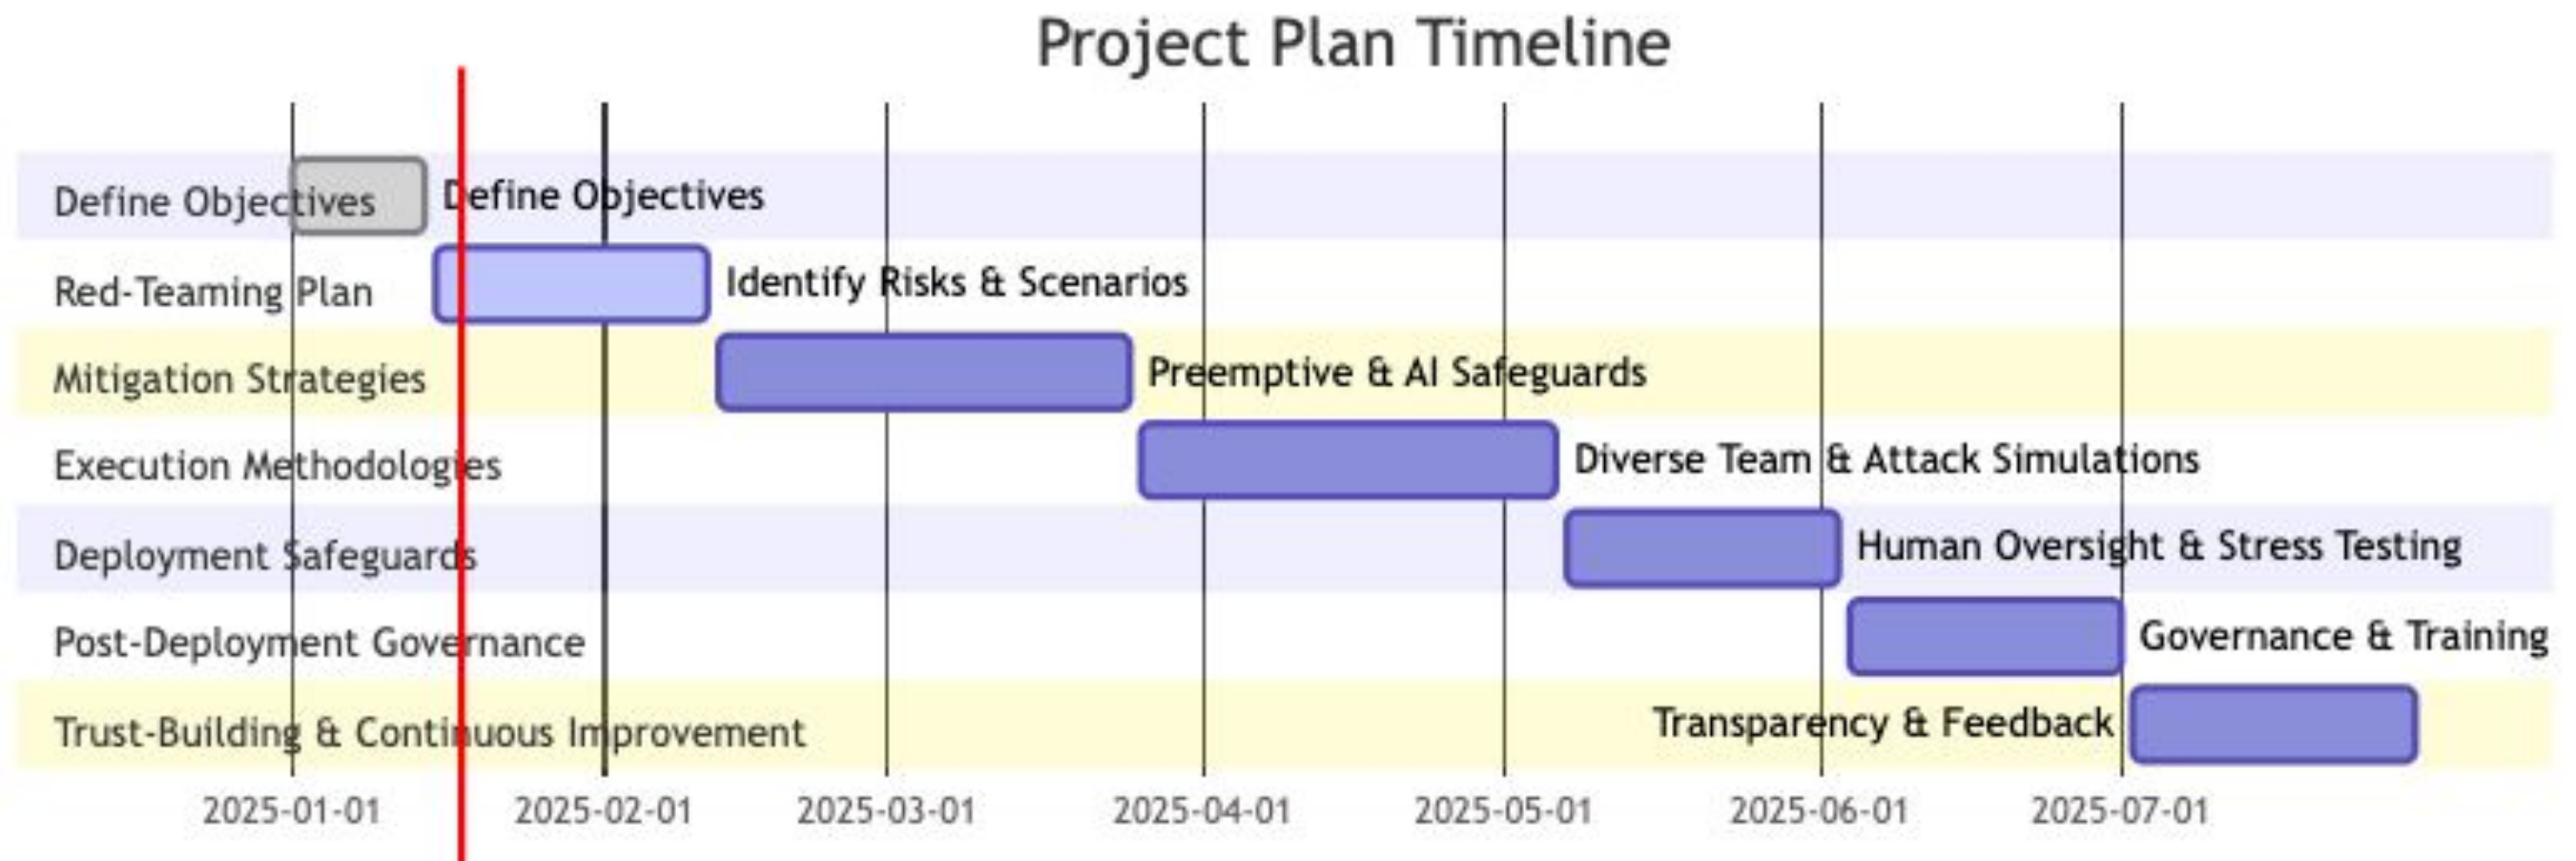 Project Plan Timeline
Define Objectives
Define Objectives
Red-Teaming Plan
Identify Risks & Scenarios
Mitigation Strategies
Preemptive & AI Safeguards
Execution Methodologies
Diverse Team & Attack Simulations
Deployment Safeguards
Human Oversight & Stress Testing
Post-Deployment Governance
Governance & Training
Trust-Building & Continuous Improvement
Transparency & Feedback
2025-01-01
2025-02-01
2025-03-01
2025-04-01
2025-05-01
2025-06-01
2025-07-01